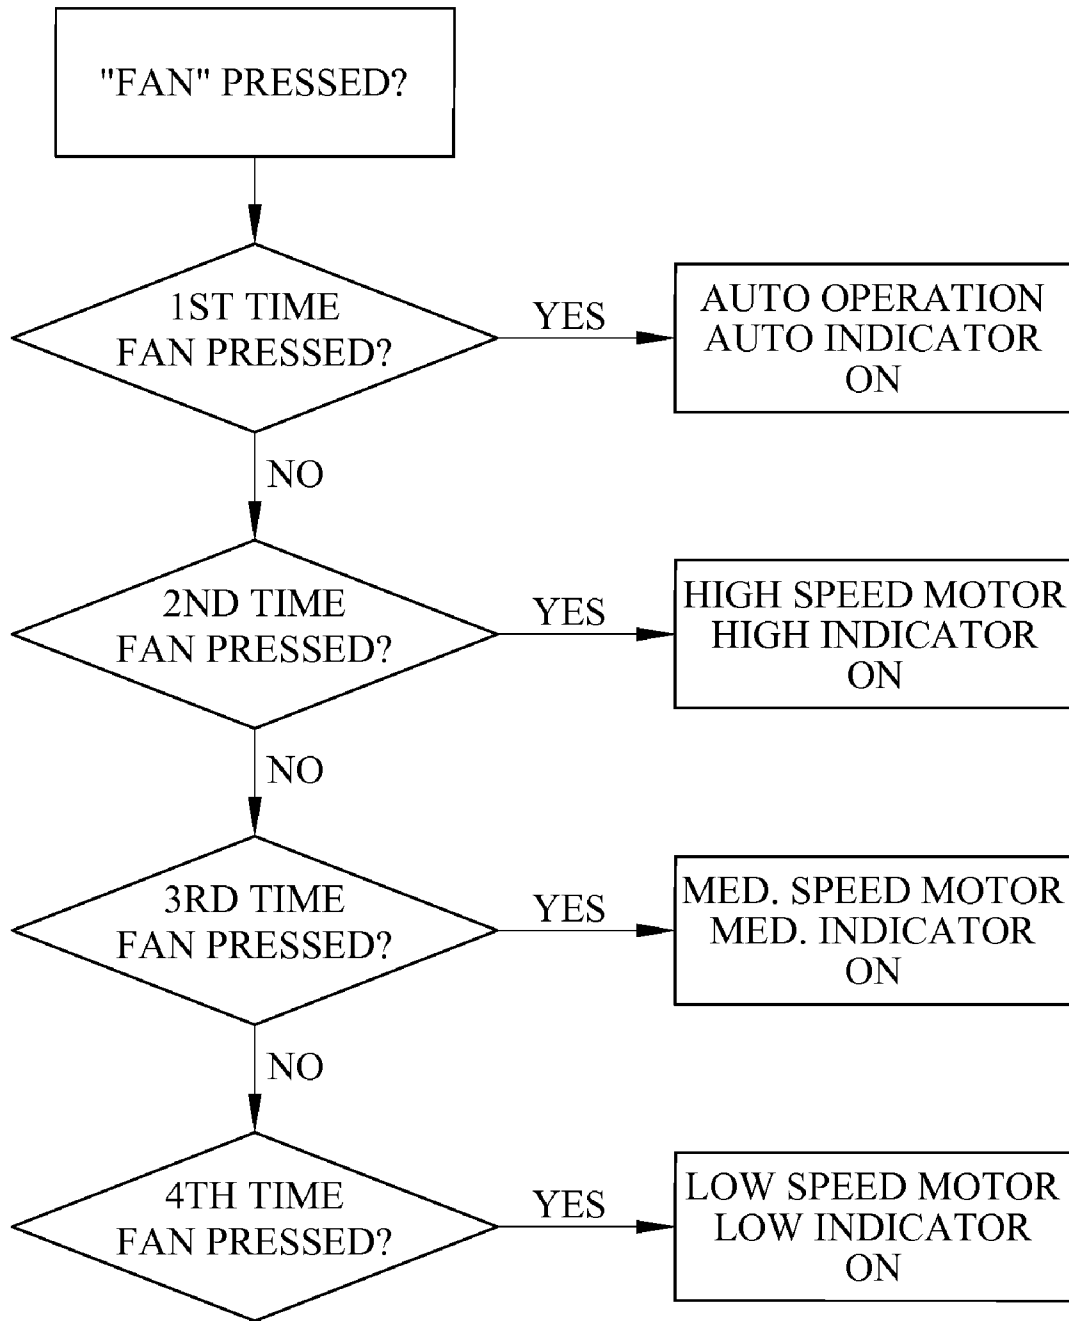 "FAN" PRESSED?
1ST TIME
FAN PRESSED?
YES
AUTO OPERATION
AUTO INDICATOR
ON
NO
2ND TIME
FAN PRESSED?
YES
HIGH SPEED MOTOR
HIGH INDICATOR
ON
NO
3RD TIME
FAN PRESSED?
YES
MED. SPEED MOTOR
MED. INDICATOR
ON
NO
4TH TIME
FAN PRESSED?
YES
LOW SPEED MOTOR
LOW INDICATOR
ON